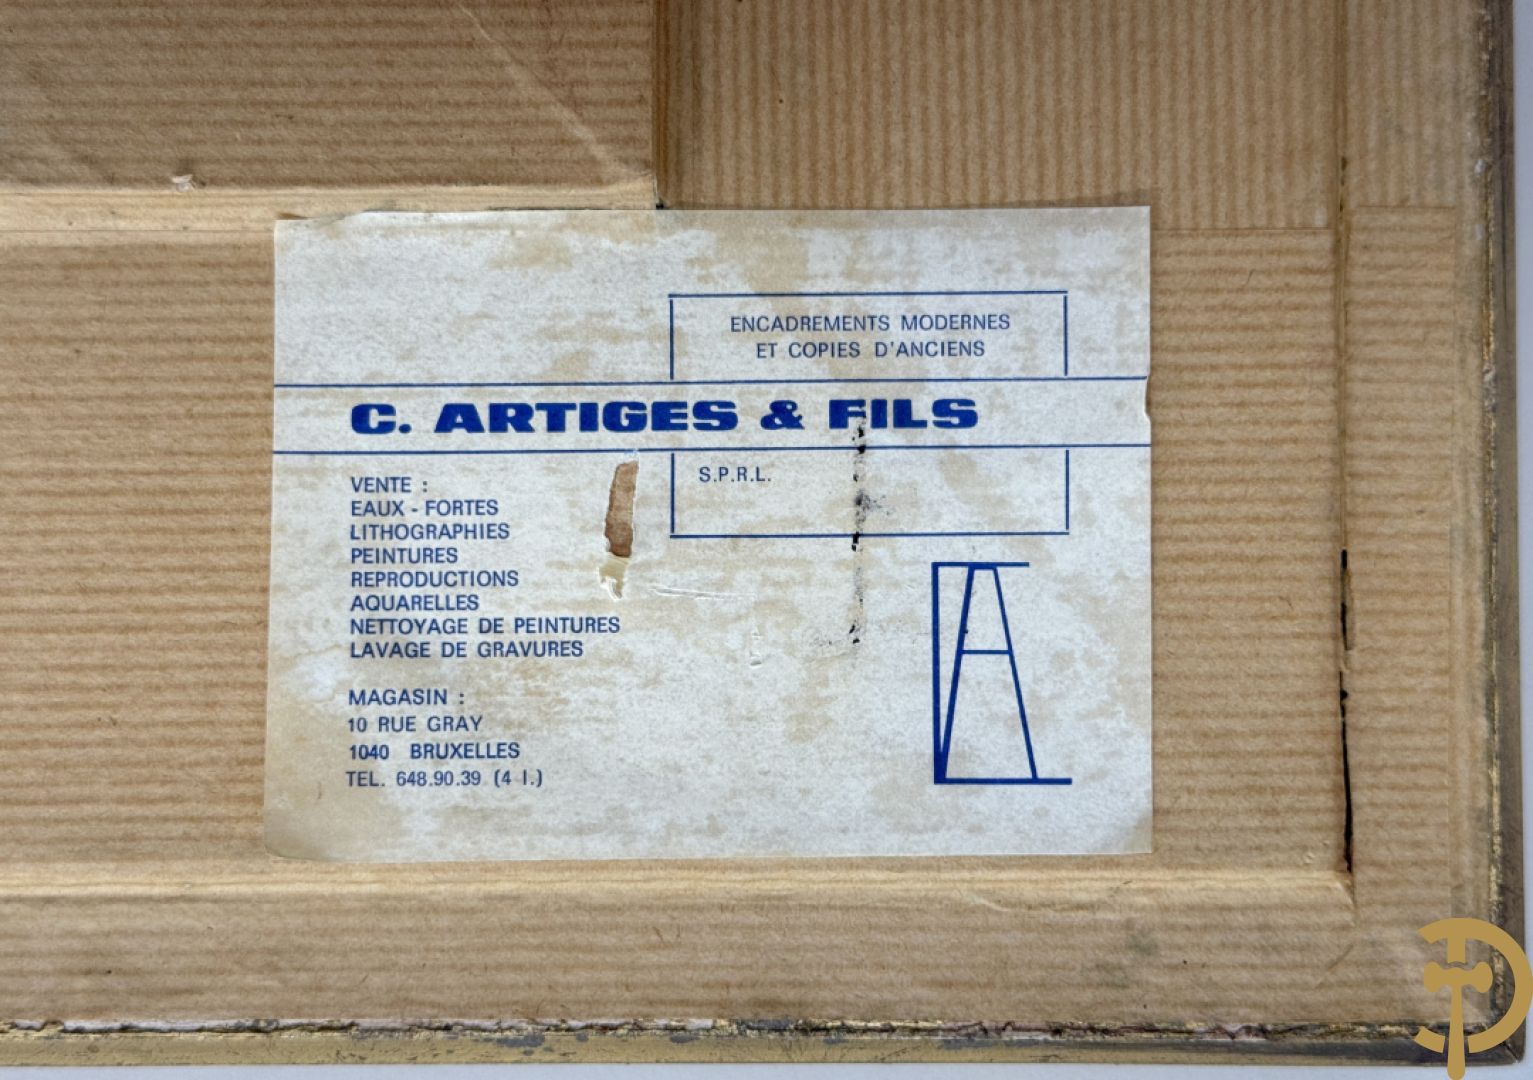 ENCADREMENTS MODERNES
ET COPIES D'ANCIENS
C. ARTIGES & FILS
S.P.R.L.
VENTE :
EAUX - FORTES
LITHOGRAPHIES
PEINTURES
REPRODUCTIONS
AQUARELLES
NETTOYAGE DE PEINTURES
LAVAGE DE GRAVURES
MAGASIN :
10 RUE GRAY
1040 BRUXELLES
TEL. 648.90.39 (4 l.)